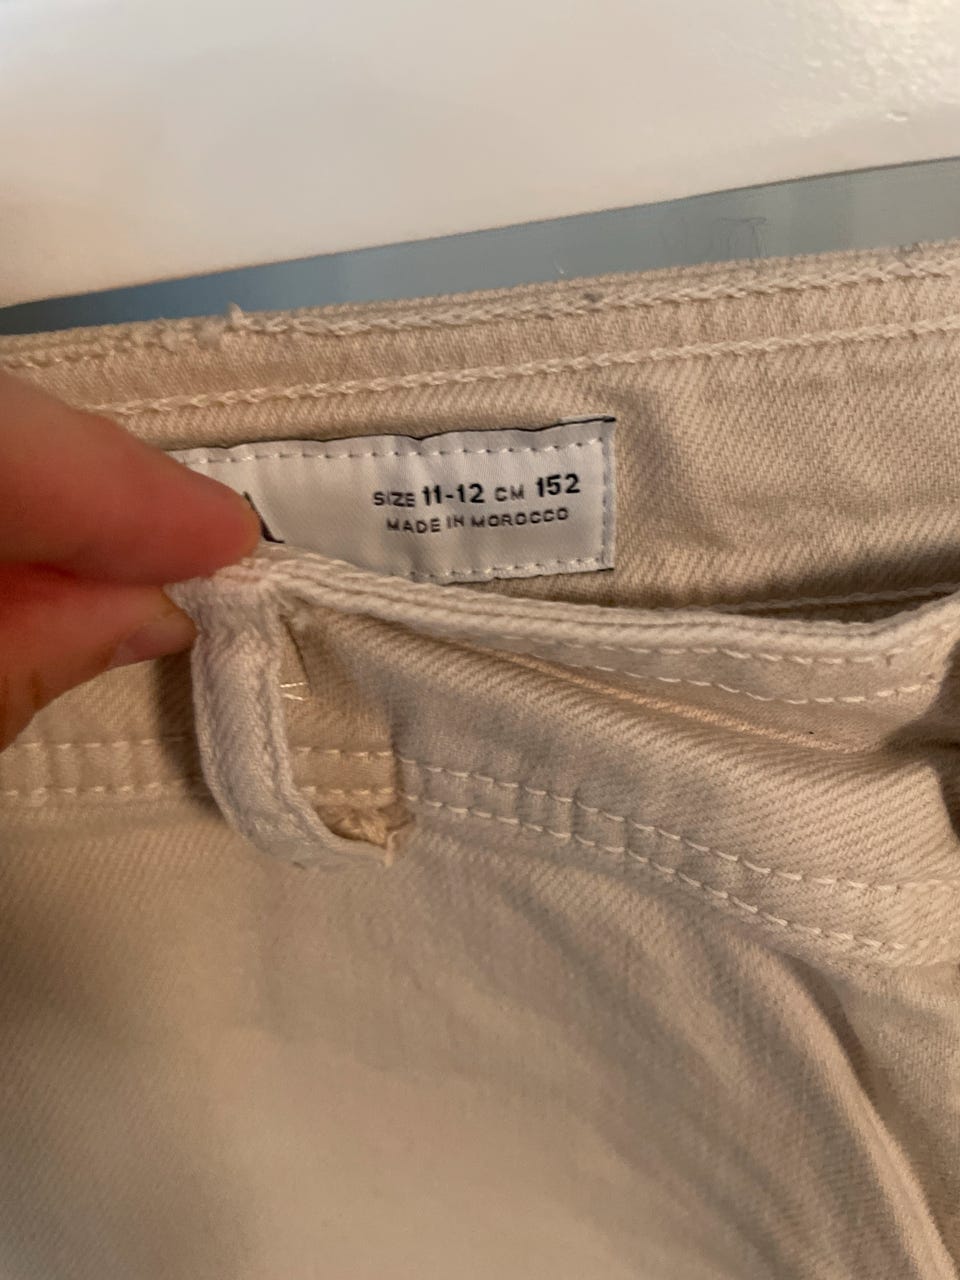 SIZE 11-12 CM 152
MADE IN MOROCCO